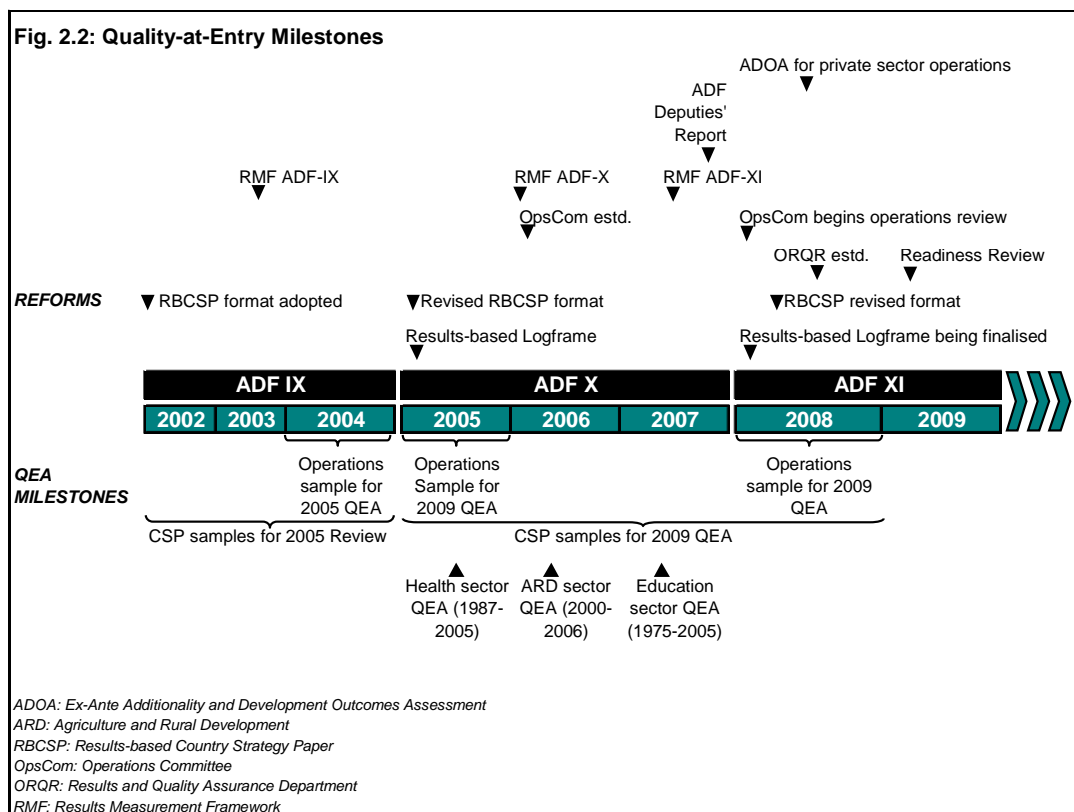 Fig. 2.2: Quality-at-Entry Milestones
ADOA for private sector operations
ADF
Deputies'
Report
RMF ADF-IX
RMF ADF-X
RMF ADF-XI
OpsCom estd.
OpsCom begins operations review
ORQR estd.
Readiness Review
REFORMS
RBCSP format adopted
Revised RBCSP format
RBCSP revised format
Results-based Logframe
Results-based Logframe being finalised
ADF IX
ADF X
ADF XI
2002
2003
2004
2005
2006
2007
2008
2009
QEA
MILESTONES
Operations
sample for
2005 QEA
Operations
Sample for
2009 QEA
Operations
sample for 2009
QEA
CSP samples for 2005 Review
CSP samples for 2009 QEA
Health sector
QEA (1987-
2005)
ARD sector
QEA (2000-
2006)
Education
sector QEA
(1975-2005)
ADOA: Ex-Ante Additionality and Development Outcomes Assessment
ARD: Agriculture and Rural Development
RBCSP: Results-based Country Strategy Paper
OpsCom: Operations Committee
ORQR: Results and Quality Assurance Department
RMF: Results Measurement Framework